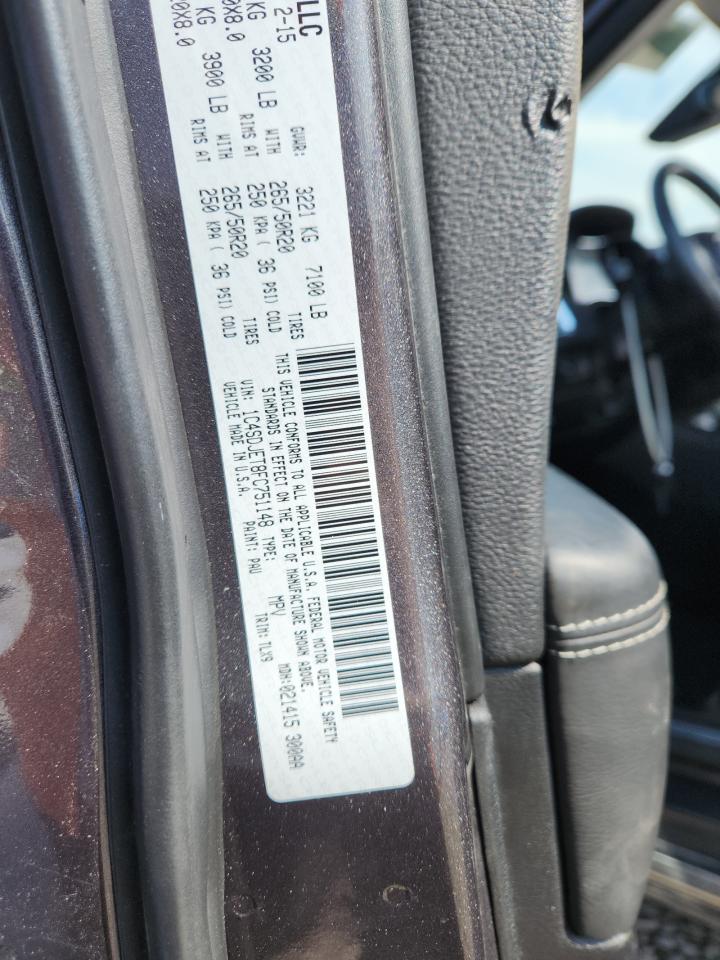 LLC
2-15 GVWR: 3221 KG 7100 LB
KG 3200 LB WITH 265/50R20 TIRES
0X8.0 RIMS AT 250 KPA ( 36 PSI) COLD
KG 3900 LB WITH 265/50R20 TIRES
0X8.0 RIMS AT 250 KPA ( 36 PSI) COLD
THIS VEHICLE CONFORMS TO ALL APPLICABLE U.S.A. FEDERAL MOTOR VEHICLE SAFETY
STANDARDS IN EFFECT ON THE DATE OF MANUFACTURE SHOWN ABOVE.
VIN: 1C4SDJET8FC751148 TYPE: MPV MDH:021415 300AA
VEHICLE MADE IN U.S.A. PAINT: PAU TRIM: TLX9